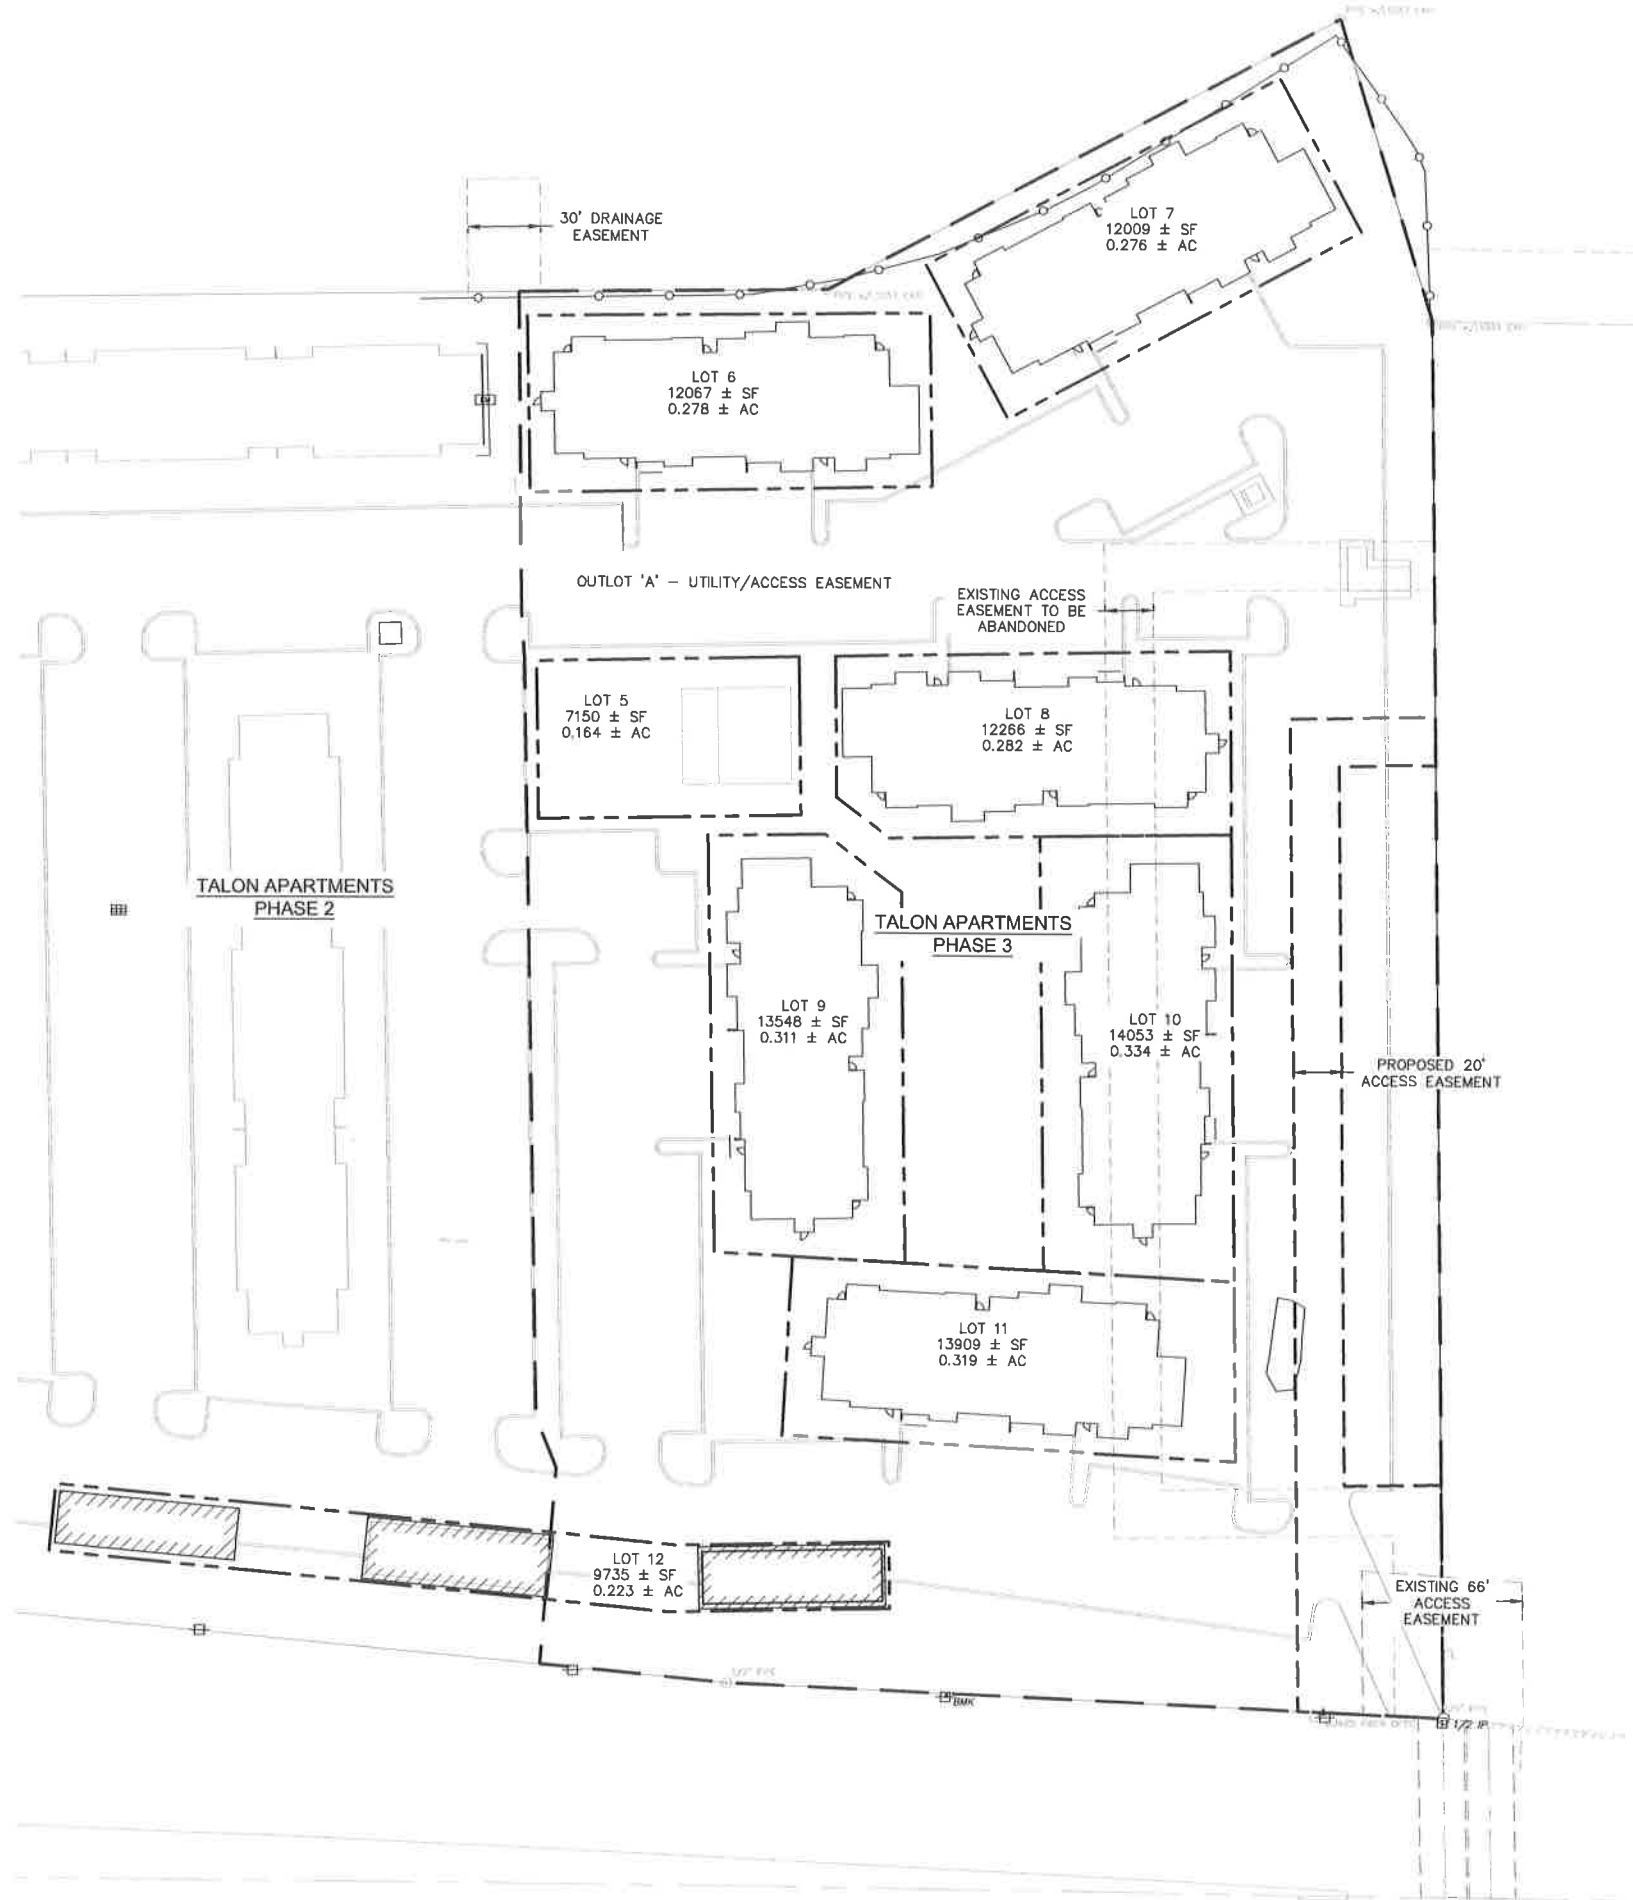 30' DRAINAGE
EASEMENT
LOT 7
12009 ± SF
0.276 ± AC
LOT 6
12067 ± SF
0.278 ± AC
OUTLOT 'A' – UTILITY/ACCESS EASEMENT
EXISTING ACCESS
EASEMENT TO BE
ABANDONED
LOT 5
7150 ± SF
0.164 ± AC
LOT 8
12266 ± SF
0.282 ± AC
TALON APARTMENTS
PHASE 2
TALON APARTMENTS
PHASE 3
LOT 9
13548 ± SF
0.311 ± AC
LOT 10
14053 ± SF
0.334 ± AC
PROPOSED 20'
ACCESS EASEMENT
LOT 11
13909 ± SF
0.319 ± AC
LOT 12
9735 ± SF
0.223 ± AC
EXISTING 66'
ACCESS
EASEMENT
BMK
1/2 IP